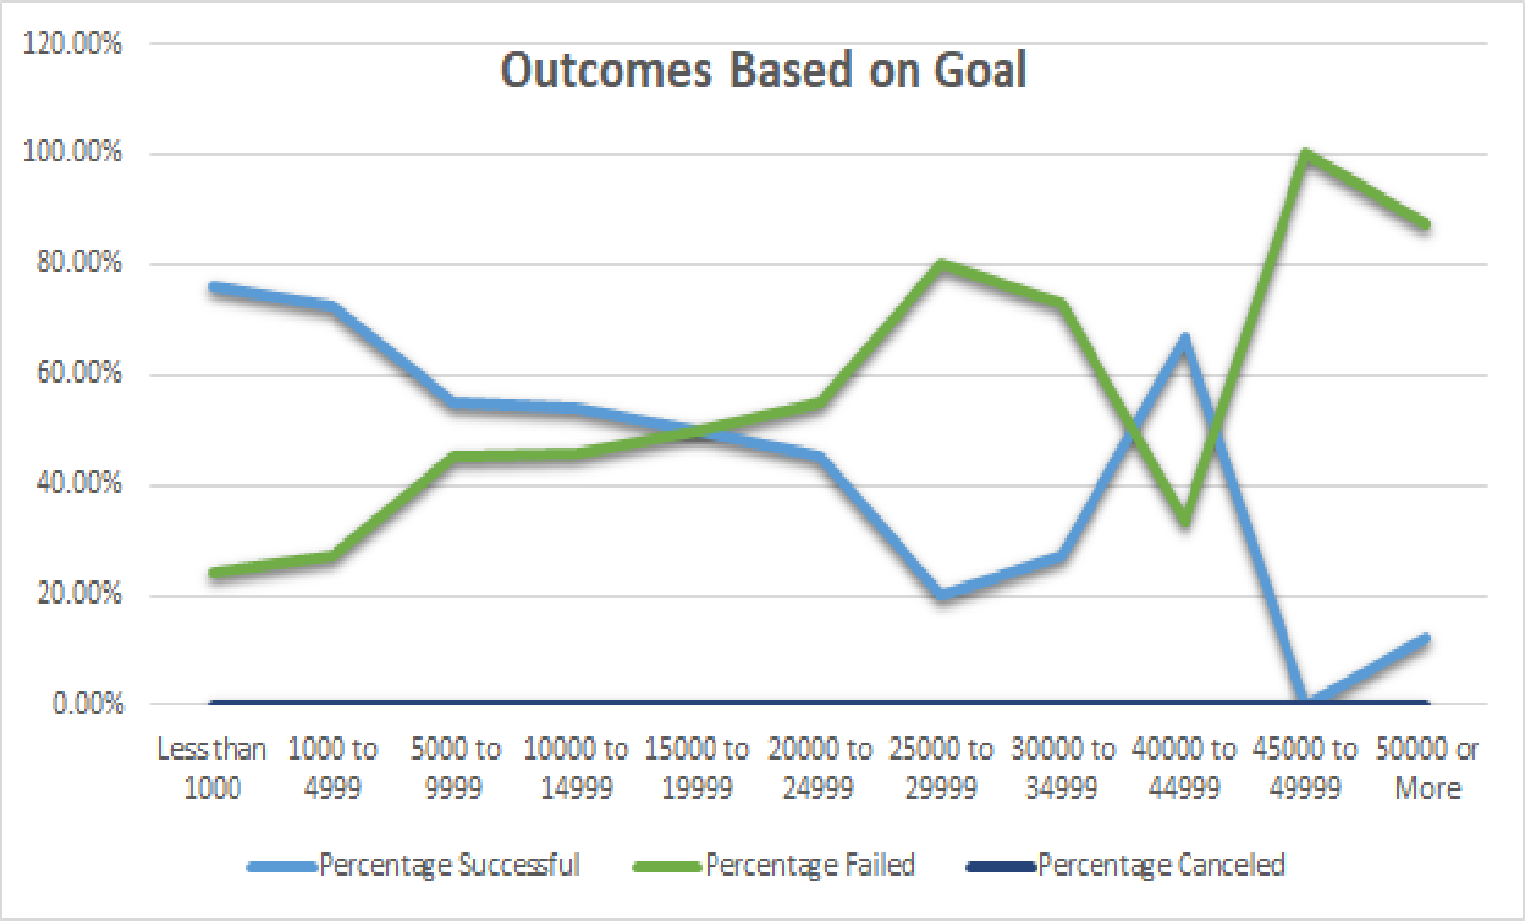 Outcomes Based on Goal
120.00%
100.00%
80.00%
60.00%
40.00%
20.00%
0.00%
Less than 1000
1000 to 4999
5000 to 9999
10000 to 14999
15000 to 19999
20000 to 24999
25000 to 29999
30000 to 34999
40000 to 44999
45000 to 49999
50000 or More
Percentage Successful
Percentage Failed
Percentage Canceled